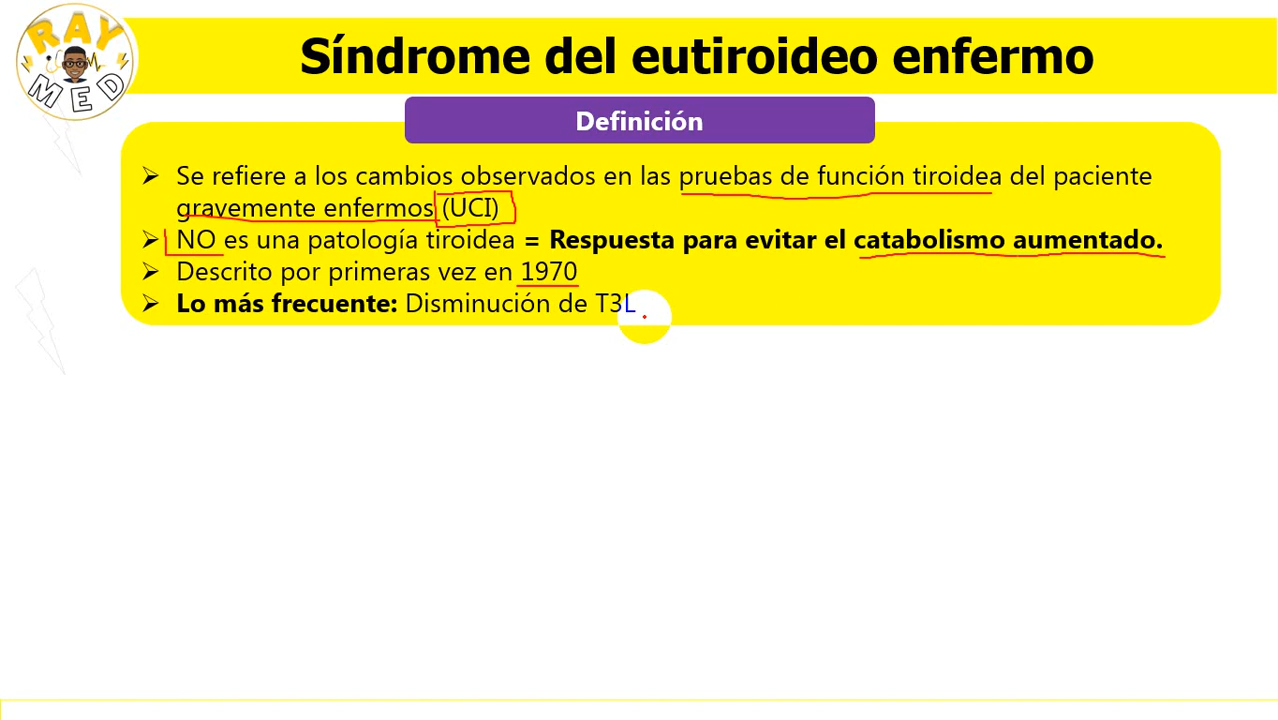 RAY
MED
Síndrome del eutiroideo enfermo
Definición
➢ Se refiere a los cambios observados en las pruebas de función tiroidea del paciente
gravemente enfermos (UCI)
➢ NO es una patología tiroidea = Respuesta para evitar el catabolismo aumentado.
➢ Descrito por primeras vez en 1970
➢ Lo más frecuente: Disminución de T3L